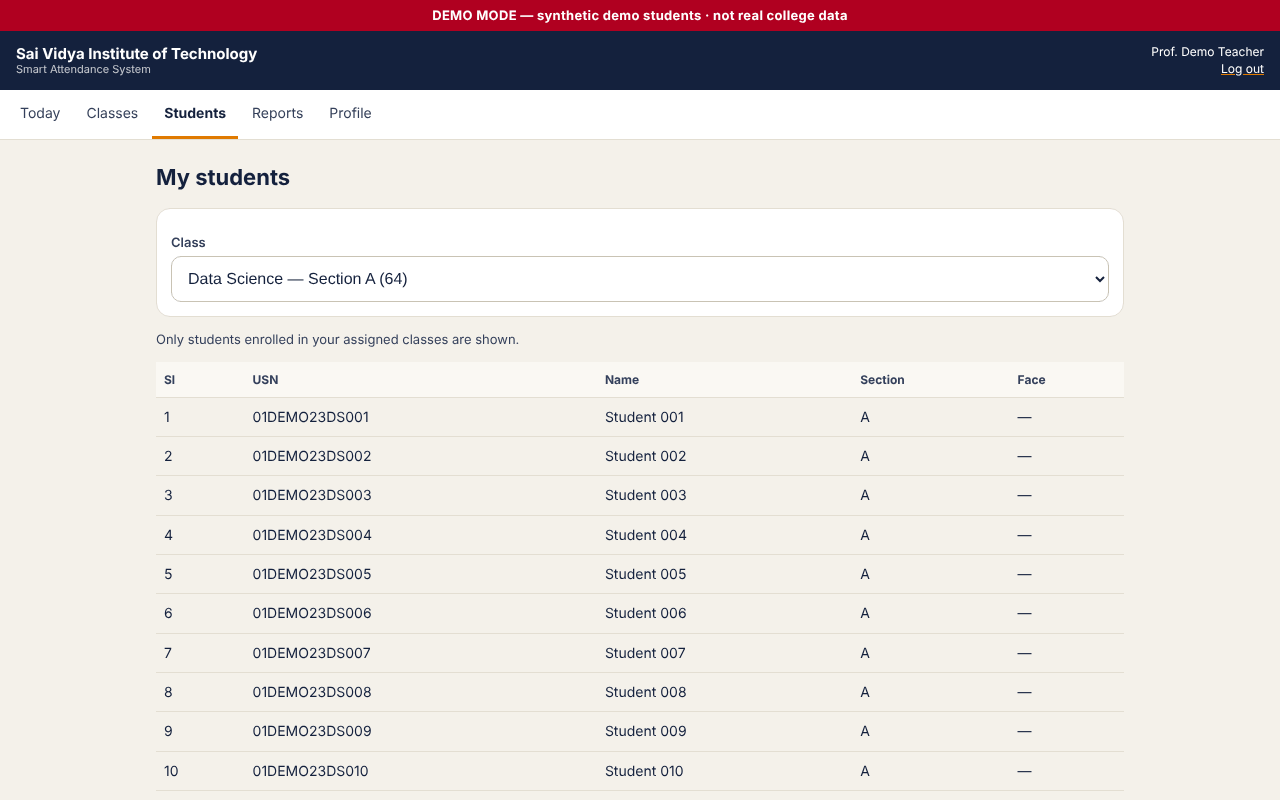 DEMO MODE — synthetic demo students · not real college data
Sai Vidya Institute of Technology
Smart Attendance System
Prof. Demo Teacher
Log out
Today Classes Students Reports Profile
My students
Class
Data Science — Section A (64)
Only students enrolled in your assigned classes are shown.
Sl USN Name Section Face
1 01DEMO23DS001 Student 001 A —
2 01DEMO23DS002 Student 002 A —
3 01DEMO23DS003 Student 003 A —
4 01DEMO23DS004 Student 004 A —
5 01DEMO23DS005 Student 005 A —
6 01DEMO23DS006 Student 006 A —
7 01DEMO23DS007 Student 007 A —
8 01DEMO23DS008 Student 008 A —
9 01DEMO23DS009 Student 009 A —
10 01DEMO23DS010 Student 010 A —